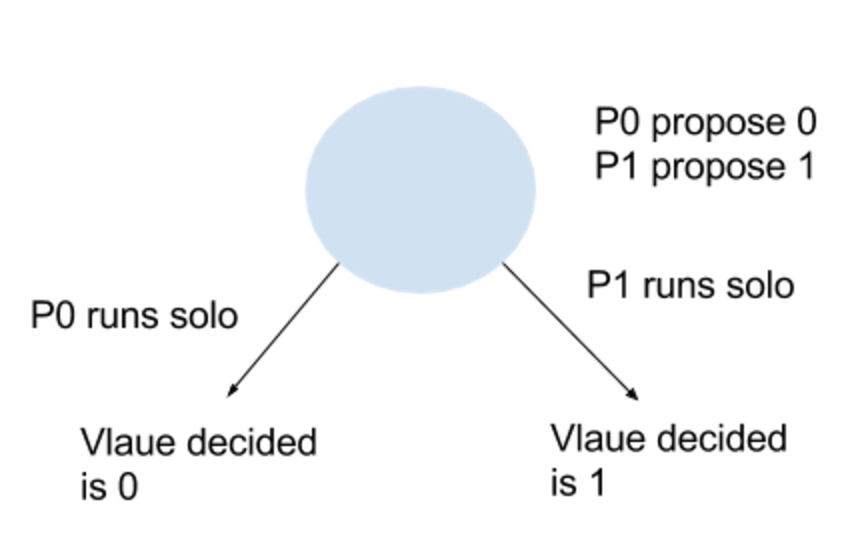 P0 propose 0
P1 propose 1
P1 runs solo
P0 runs solo
Vlaue decided
is 0
Vlaue decided
is 1